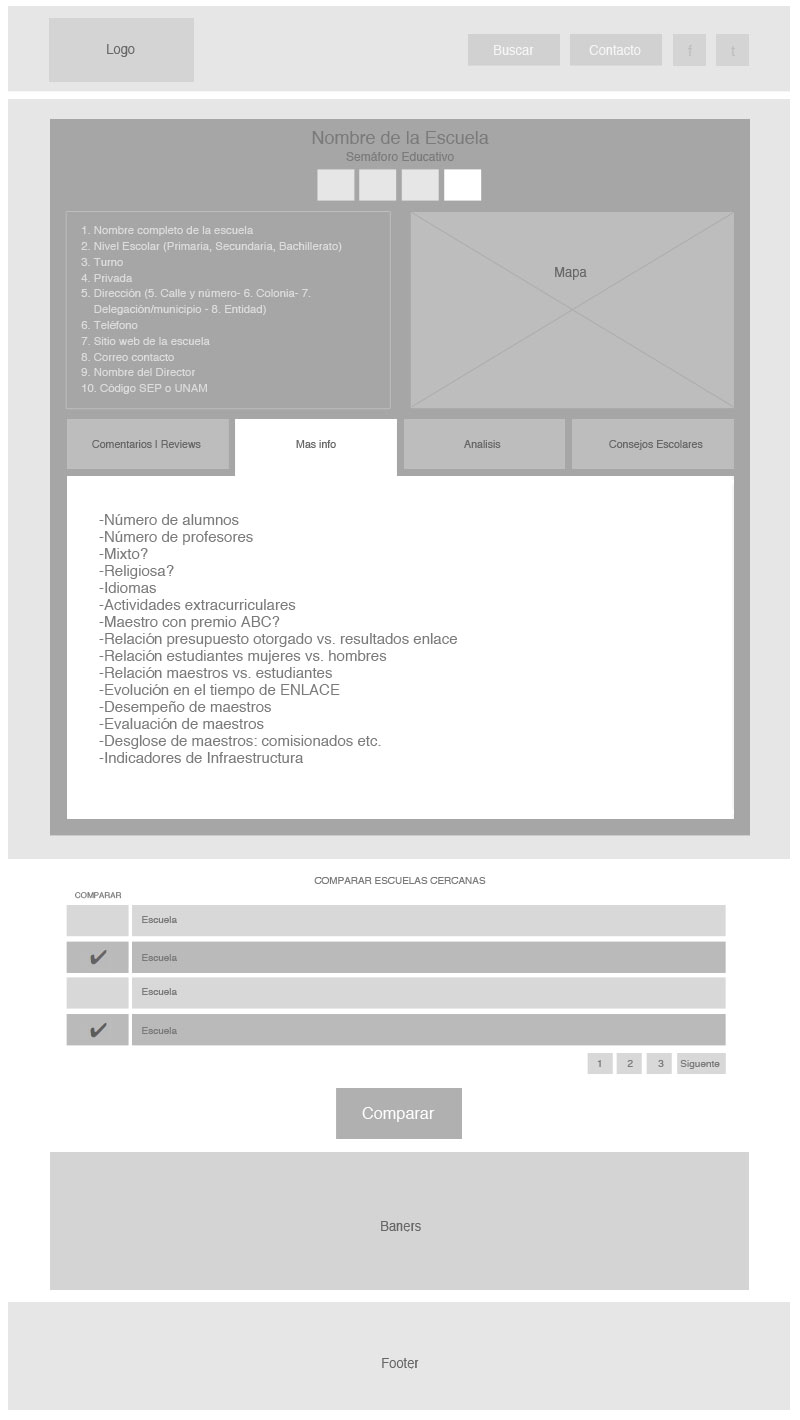 Logo
Buscar
Contacto
f
t
Nombre de la Escuela
Semáforo Educativo
1. Nombre completo de la escuela
2. Nivel Escolar (Primaria, Secundaria, Bachillerato)
3. Turno
4. Privada
5. Dirección (5. Calle y número- 6. Colonia- 7.
Delegación/municipio - 8. Entidad)
6. Teléfono
7. Sitio web de la escuela
8. Correo contacto
9. Nombre del Director
10. Código SEP o UNAM
Mapa
Comentarios I Reviews
Mas info
Analisis
Consejos Escolares
-Número de alumnos
-Número de profesores
-Mixto?
-Religiosa?
-Idiomas
-Actividades extracurriculares
-Maestro con premio ABC?
-Relación presupuesto otorgado vs. resultados enlace
-Relación estudiantes mujeres vs. hombres
-Relación maestros vs. estudiantes
-Evolución en el tiempo de ENLACE
-Desempeño de maestros
-Evaluación de maestros
-Desglose de maestros: comisionados etc.
-Indicadores de Infraestructura
COMPARAR ESCUELAS CERCANAS
COMPARAR
Escuela
✔ Escuela
Escuela
✔ Escuela
1 2 3 Siguente
Comparar
Baners
Footer